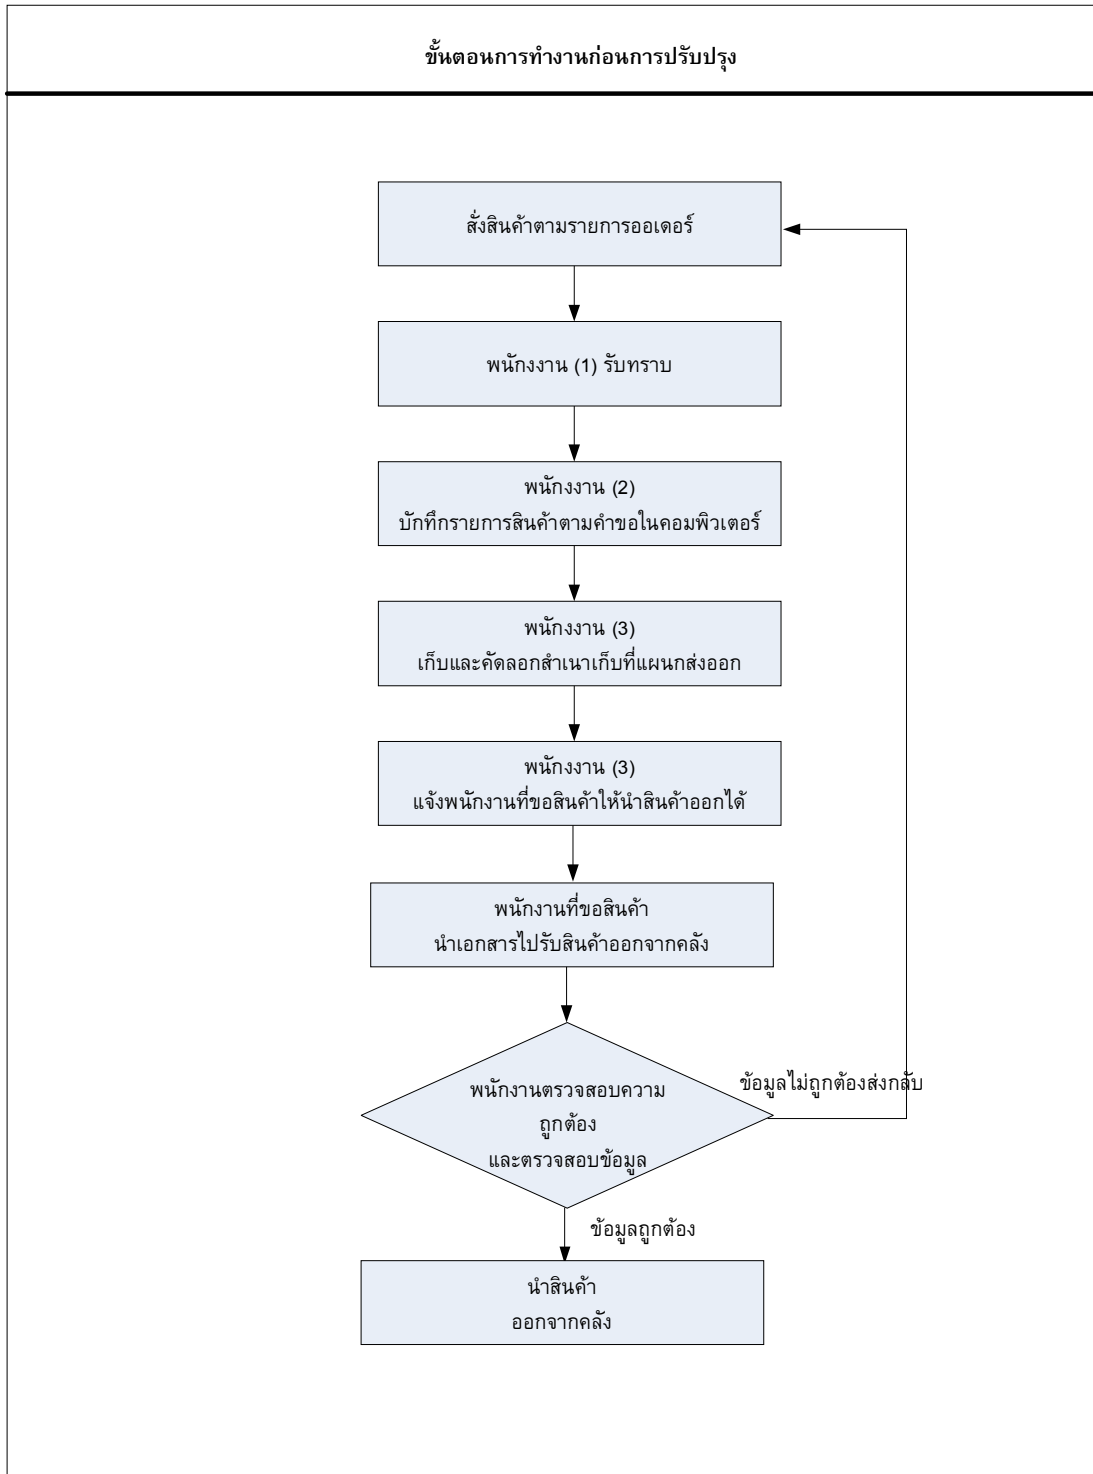 ขั้นตอนการทำงานก่อนการปรับปรุง
สั่งสินค้าตามรายการออเดอร์
พนักงงาน (1) รับทราบ
พนักงงาน (2)
บักทึกรายการสินค้าตามคำขอในคอมพิวเตอร์
พนักงงาน (3)
เก็บและคัดลอกสำเนาเก็บที่แผนกส่งออก
พนักงงาน (3)
แจ้งพนักงานที่ขอสินค้าให้นำสินค้าออกได้
พนักงานที่ขอสินค้า
นำเอกสารไปรับสินค้าออกจากคลัง
ข้อมูลไม่ถูกต้องส่งกลับ
พนักงานตรวจสอบความ
ถูกต้อง
และตรวจสอบข้อมูล
ข้อมูลถูกต้อง
นำสินค้า
ออกจากคลัง